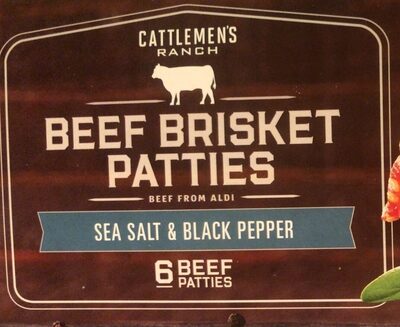 CATTLEMEN'S
RANCH
BEEF BRISKET
PATTIES
BEEF FROM ALDI
SEA SALT & BLACK PEPPER
6 BEEF
PATTIES